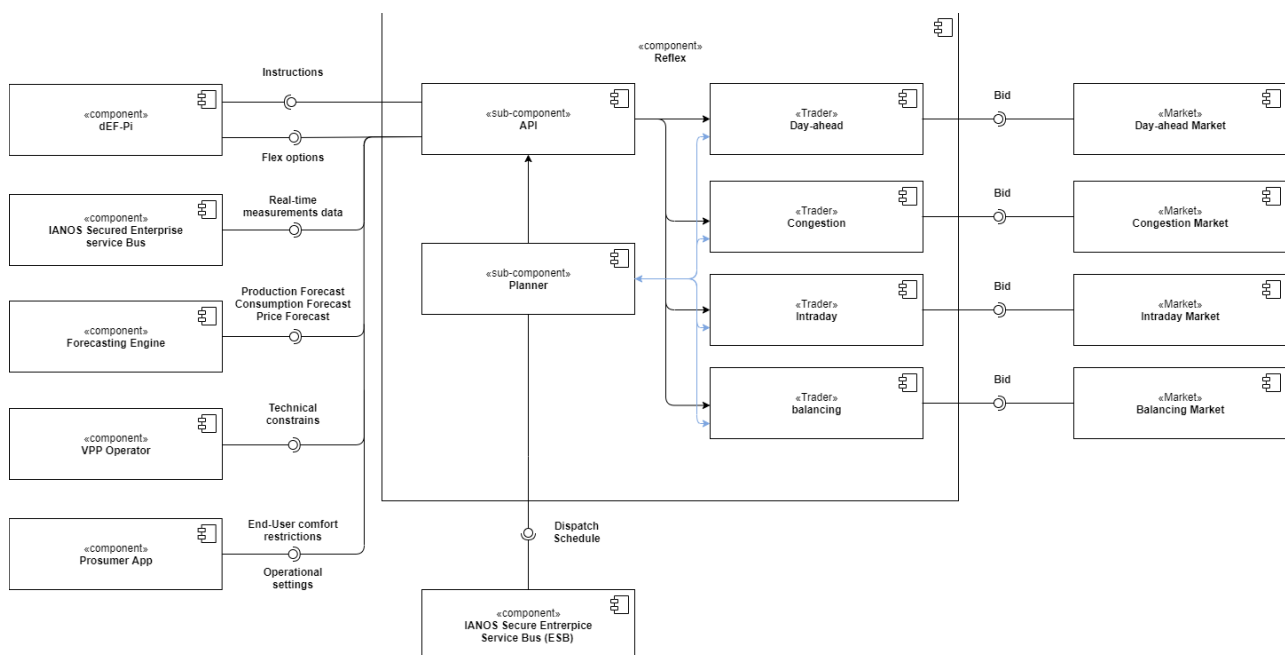 «component»
Reflex
Instructions
«component»
dEF-Pi
Flex options
«sub-component»
API
«Trader»
Day-ahead
Bid
«Market»
Day-ahead Market
«component»
IANOS Secured Enterprise
service Bus
Real-time
measurements data
«Trader»
Congestion
Bid
«Market»
Congestion Market
«sub-component»
Planner
«component»
Forecasting Engine
Production Forecast
Consumption Forecast
Price Forecast
«Trader»
Intraday
Bid
«Market»
Intraday Market
«component»
VPP Operator
Technical
constrains
«Trader»
balancing
Bid
«Market»
Balancing Market
«component»
Prosumer App
End-User comfort
restrictions
Operational
settings
Dispatch
Schedule
«component»
IANOS Secure Entrerpice
Service Bus (ESB)